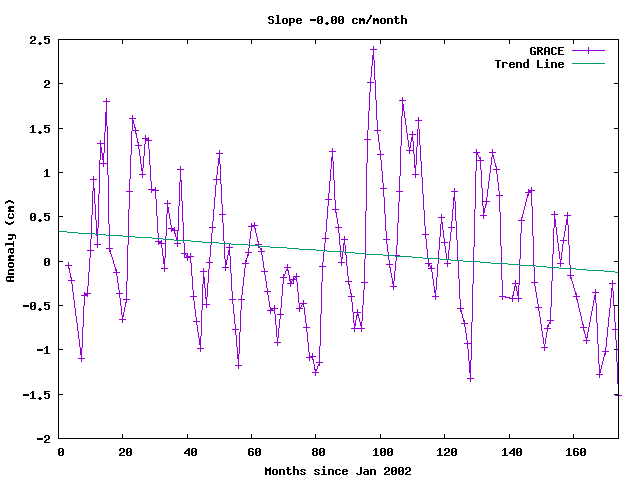 Slope -0.00 cm/month
GRACE
Trend Line
2.5
2
1.5
1
0.5
0
-0.5
-1
-1.5
-2
Anomaly (cm)
0 20 40 60 80 100 120 140 160
Months since Jan 2002